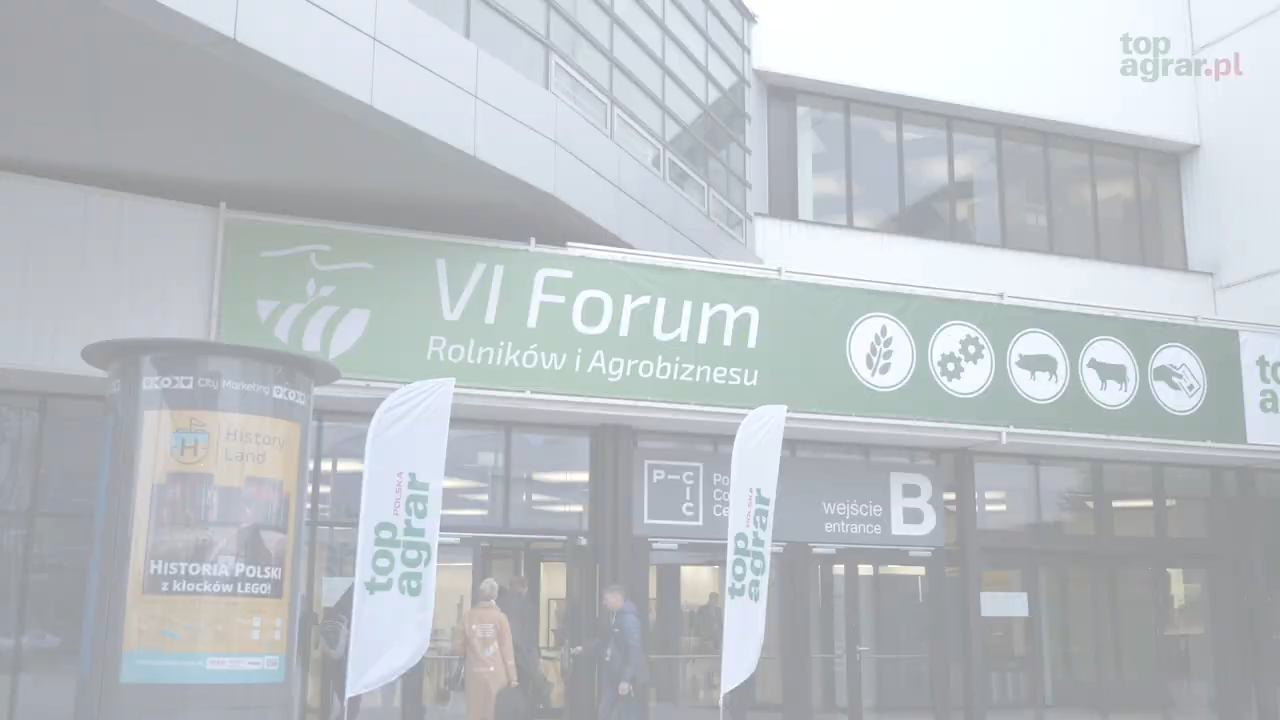 top
agrar.pl
VI Forum
Rolników i Agrobiznesu
City Marketing
H
History
Land
HISTORIA POLSKI
z klocków LEGO!
top
agrar
POLSKA
P
C I C
wejście
entrance
B
top
agrar
POLSKA